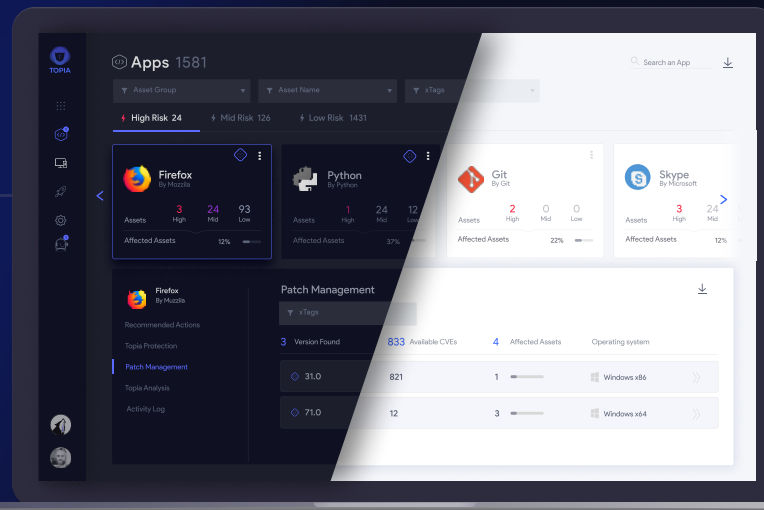 TOPIA
Apps 1581
Search an App
Asset Group
Asset Name
xTags
High Risk 24
Mid Risk 126
Low Risk 1431
Firefox
By Mozzila
3 24 93
Assets High Mid Low
Affected Assets 12%
Python
By Python
1 24 12
Assets High Mid Low
Affected Assets 37%
Git
By Git
2 0 0
Assets High Mid Low
Affected Assets 22%
Skype
By Microsoft
3 24
Assets High Mid
Affected Assets 12%
Firefox
By Muzzila
Recommended Actions
Topia Protection
Patch Management
Topia Analysis
Activity Log
Patch Management
xTags
3 Version Found
833 Available CVEs
4 Affected Assets
Operating system
31.0 821 1 Windows x86
71.0 12 3 Windows x64